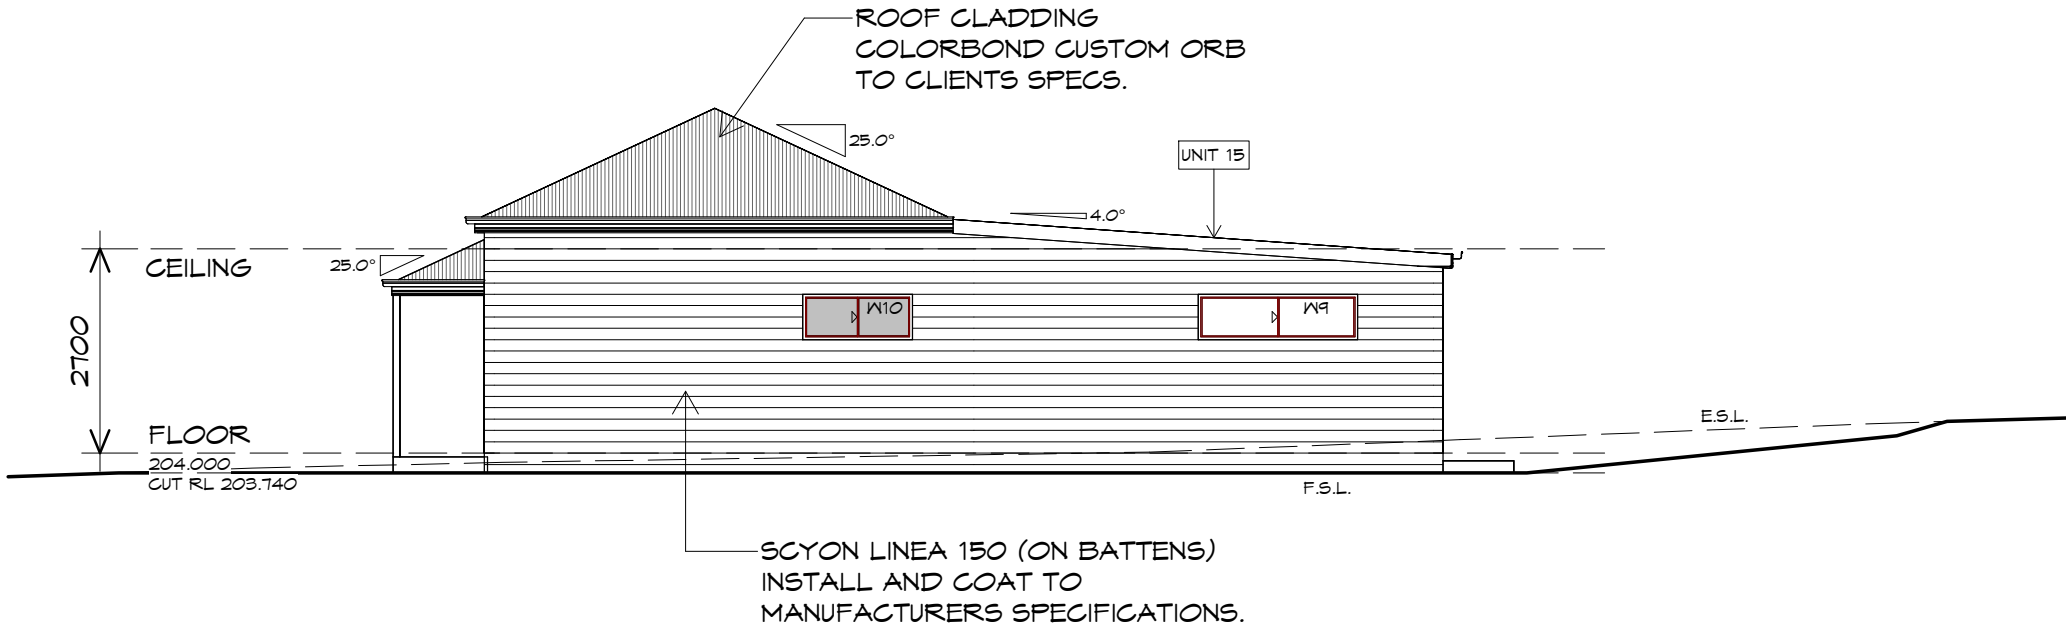 ROOF CLADDING
COLORBOND CUSTOM ORB
TO CLIENTS SPECS.
25.0°
UNIT 15
4.0°
CEILING
25.0°
2700
W10
W9
FLOOR
204.000
CUT RL 203.740
E.S.L.
F.S.L.
SCYON LINEA 150 (ON BATTENS)
INSTALL AND COAT TO
MANUFACTURERS SPECIFICATIONS.